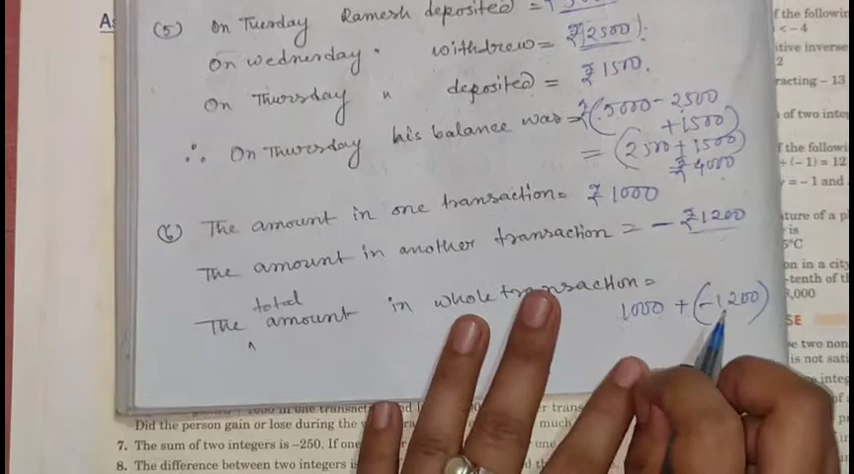 (5) On Tuesday Ramesh deposited =
On Wednesday " withdrew = ₹ 2500
On Thursday " deposited = ₹ 1500.
∴ On Thursday his balance was = ₹ (5000 - 2500
+ 1500)
= (2500 + 1500)
= ₹ 4000
(6) The amount in one transaction = ₹ 1000
The amount in another transaction = - ₹ 1200
total
The ^ amount in whole transaction =
1000 + (-1200)
Did the person gain or lose during the
7. The sum of two integers is –250. If one
8. The difference between two integers is
f the followin
< – 4
itive inverse
2
racting – 13
of two integ
f the followi
+ (– 1) = 12
= – 1 and
ture of a p
is
5°C
on in a city
-tenth of th
,000
SE
e two non
is not sati
integ